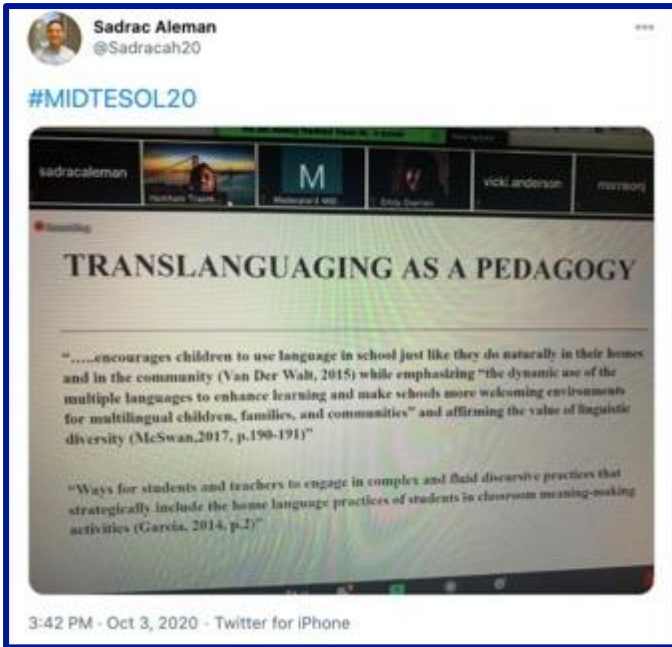 Sadrac Aleman
@Sadracah20
#MIDTESOL20
sadracaleman
M
vicki anderson
TRANSLANGUAGING AS A PEDAGOGY
“.....encourages children to use language in school just like they do naturally in their homes
and in the community (Van Der Walt, 2015) while emphasizing “the dynamic use of the
multiple languages to enhance learning and make schools more welcoming environments
for multilingual children, families, and communities” and affirming the value of linguistic
diversity (McSwan,2017, p.190-191)”
“Ways for students and teachers to engage in complex and fluid discursive practices that
strategically include the home language practices of students in classroom meaning-making
activities (Garcia, 2014, p.2)”
3:42 PM · Oct 3, 2020 · Twitter for iPhone